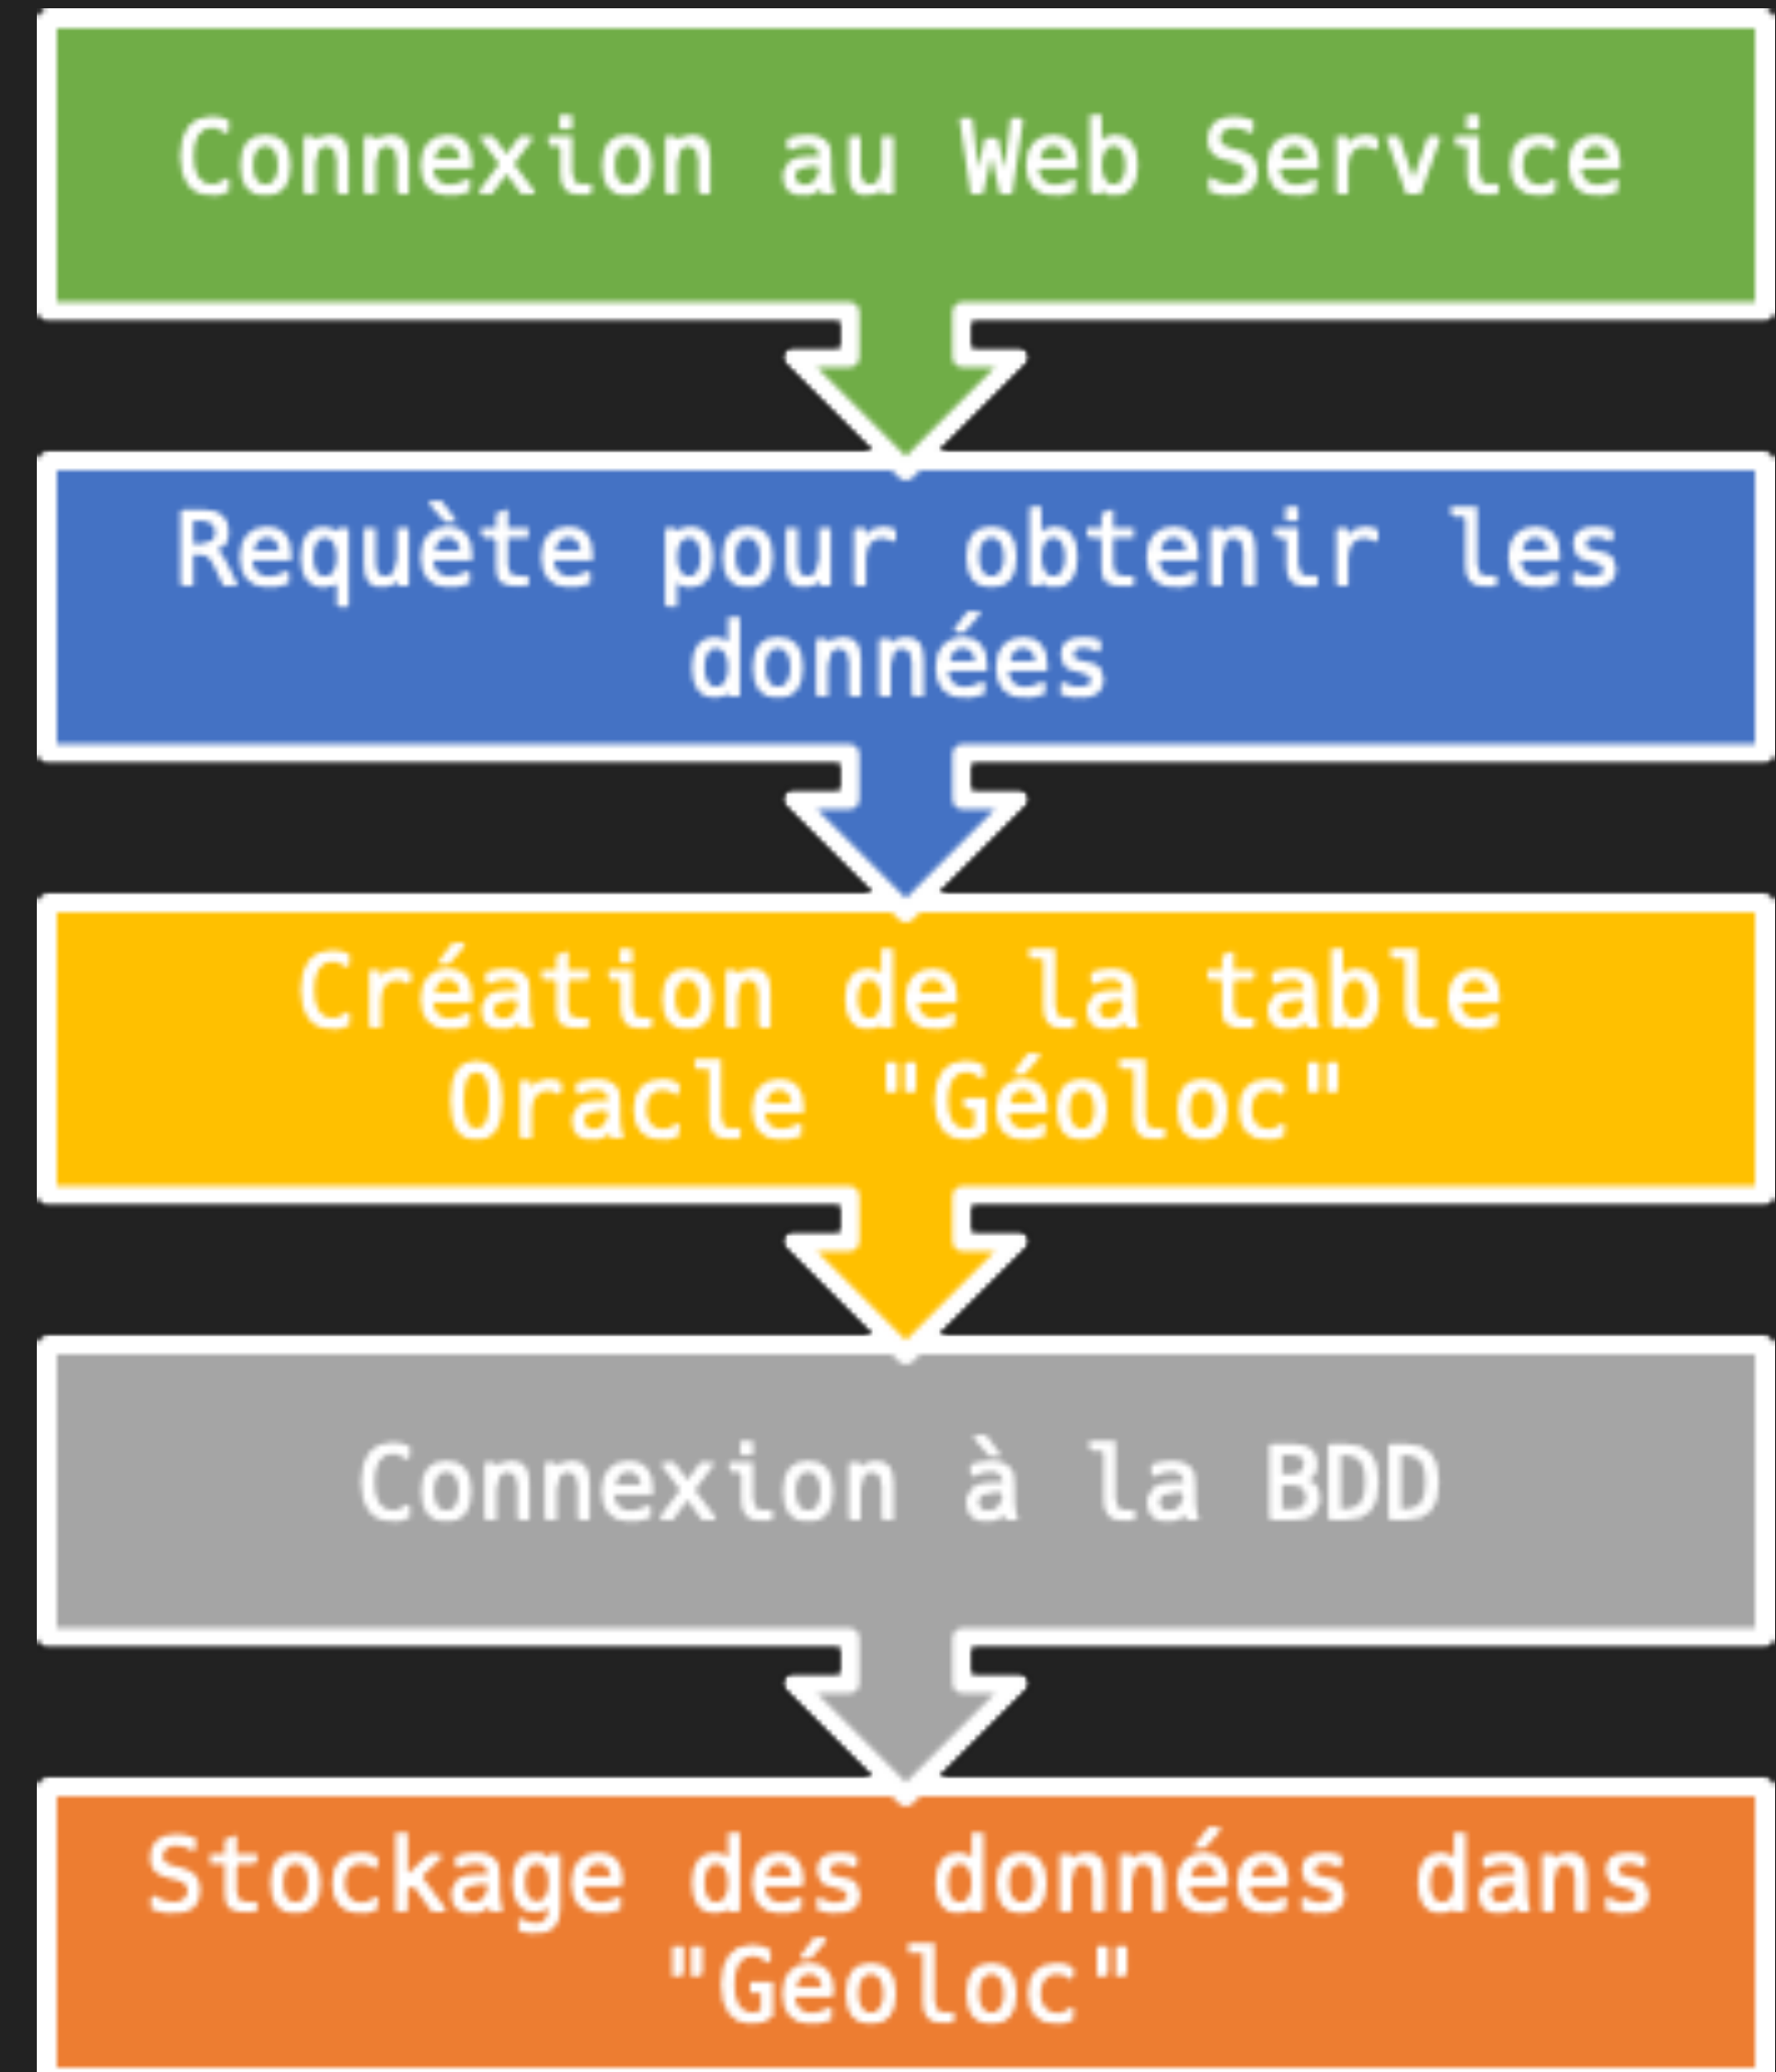 Connexion au Web Service
Requète pour obtenir les
données
Création de la table
Oracle "Géoloc"
Connexion à la BDD
Stockage des données dans
"Géoloc"